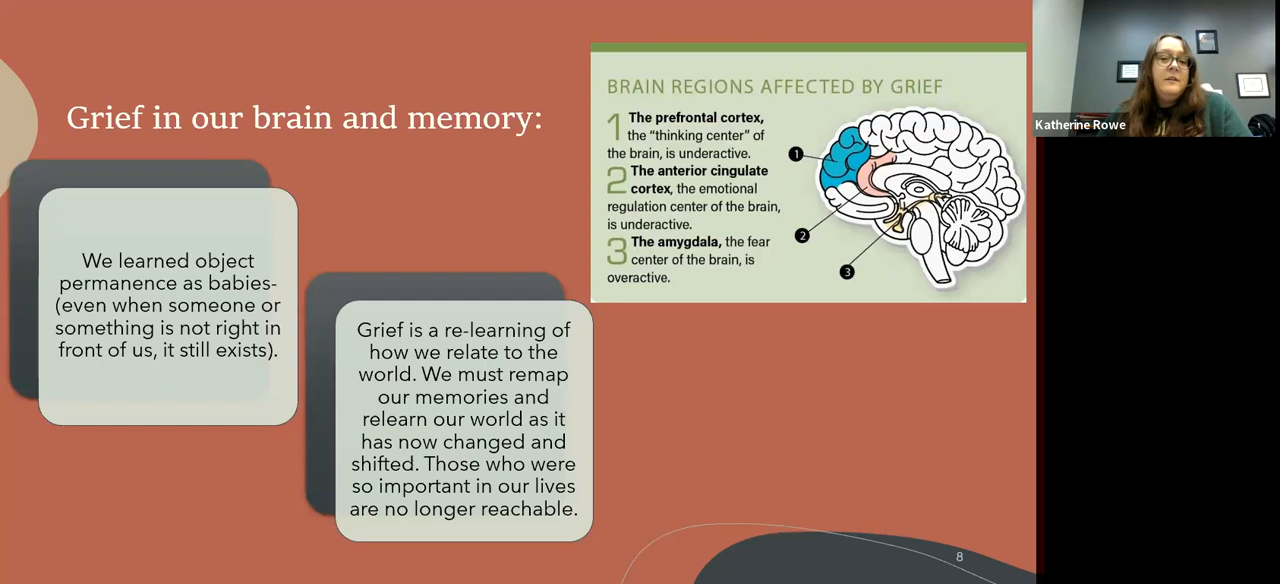 Grief in our brain and memory:
We learned object
permanence as babies-
(even when someone or
something is not right in
front of us, it still exists).
Grief is a re-learning of
how we relate to the
world. We must remap
our memories and
relearn our world as it
has now changed and
shifted. Those who were
so important in our lives
are no longer reachable.
BRAIN REGIONS AFFECTED BY GRIEF
1 The prefrontal cortex,
the “thinking center” of
the brain, is underactive.
2 The anterior cingulate
cortex, the emotional
regulation center of the brain,
is underactive.
3 The amygdala, the fear
center of the brain, is
overactive.
1
2
3
8
Katherine Rowe